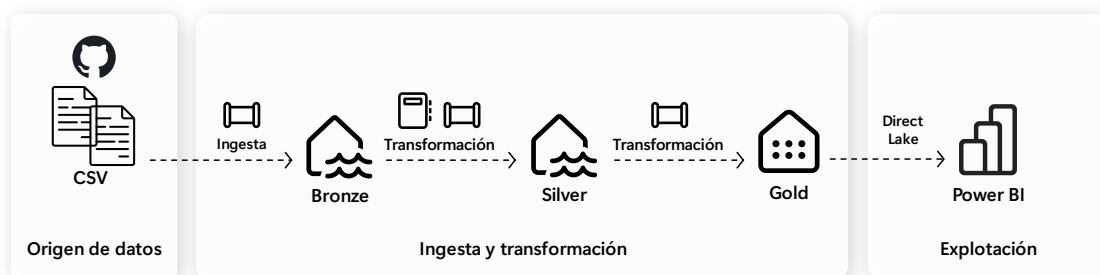 CSV
Origen de datos
Ingesta
Bronze
Transformación
Silver
Transformación
Gold
Ingesta y transformación
Direct
Lake
Power BI
Explotación